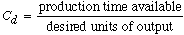 C_d = production time available
desired units of output